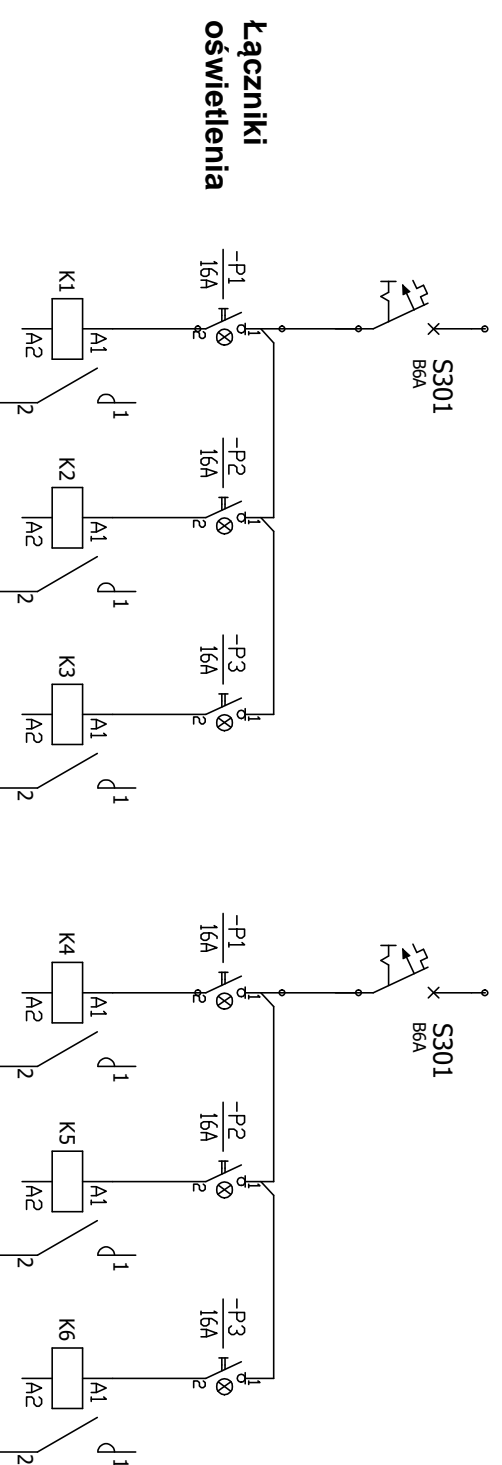 Łączniki
oświetlenia
S301
B6A
-P1
16A
1
2
K1
A1
A2
1
2
-P2
16A
1
2
K2
A1
A2
1
2
-P3
16A
1
2
K3
A1
A2
1
2
S301
B6A
-P1
16A
1
2
K4
A1
A2
1
2
-P2
16A
1
2
K5
A1
A2
1
2
-P3
16A
1
2
K6
A1
A2
1
2